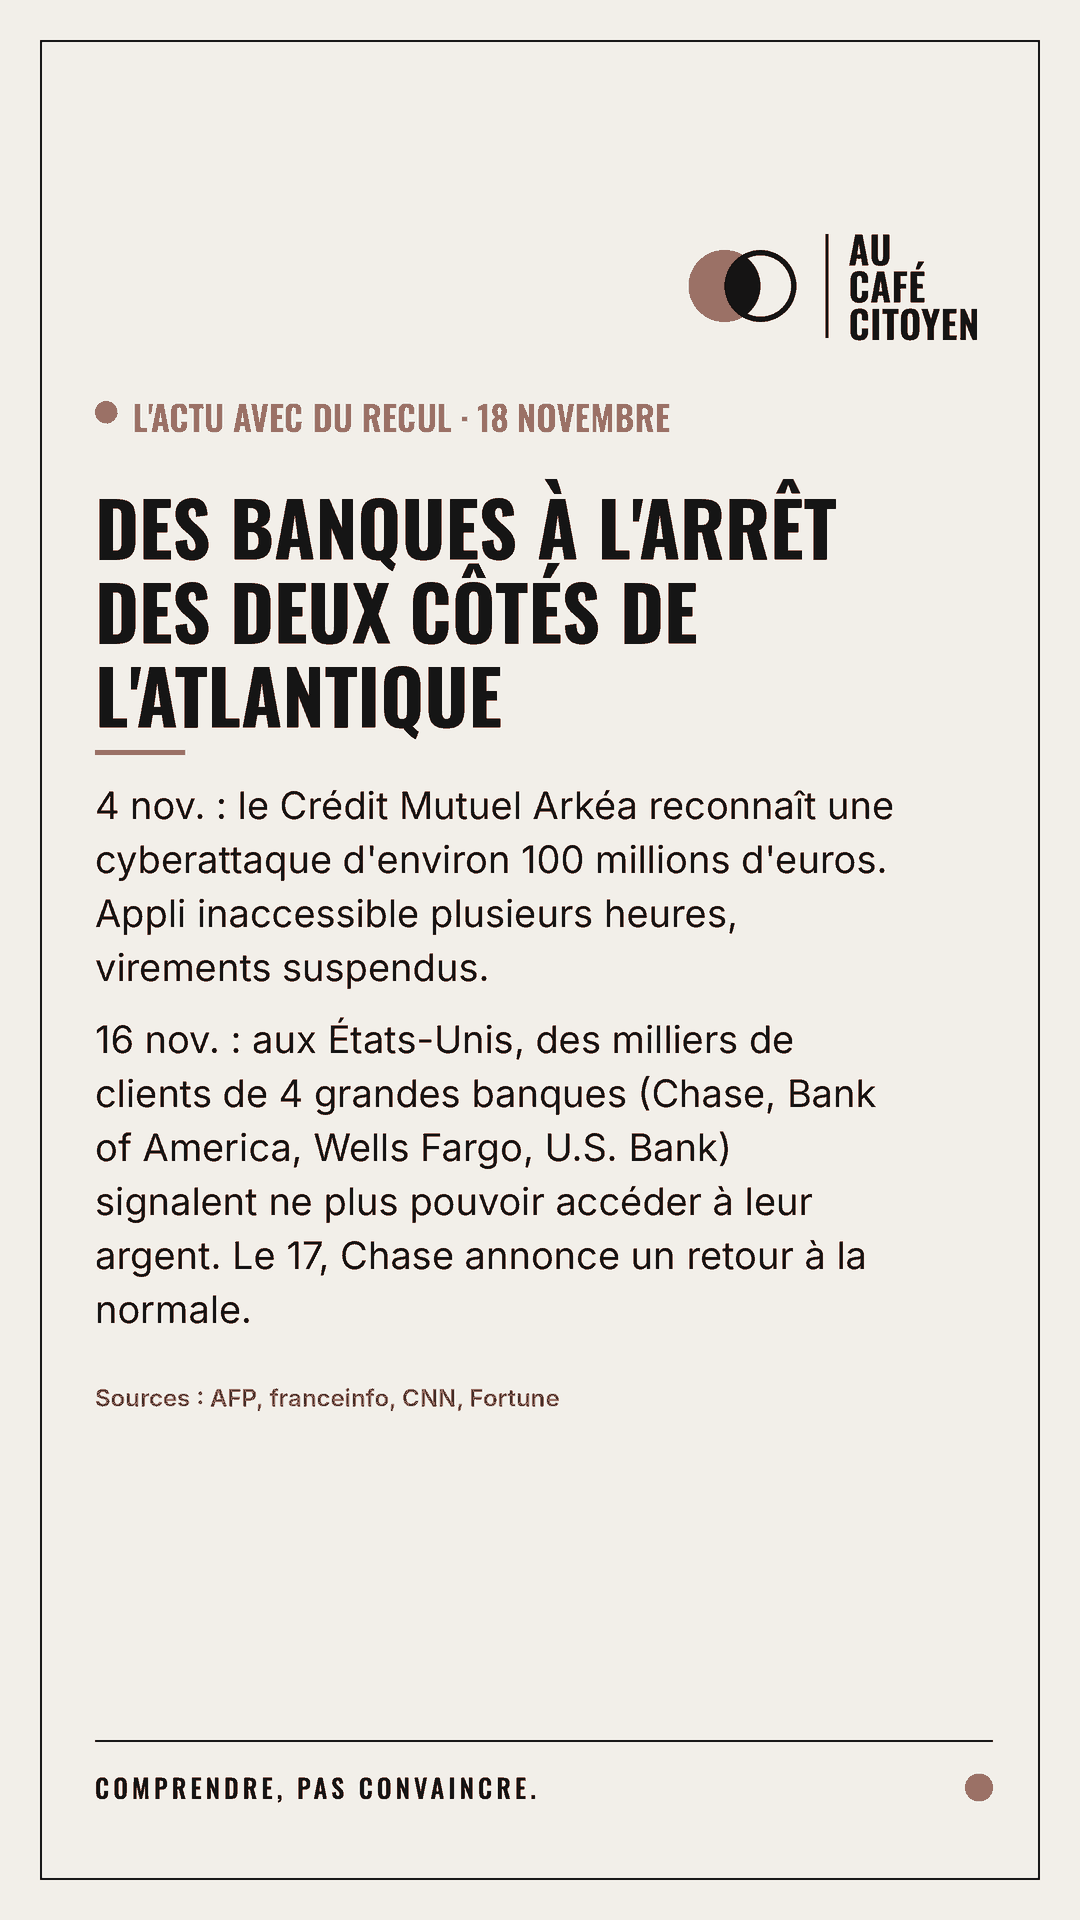 AU
CAFÉ
CITOYEN
L'ACTU AVEC DU RECUL · 18 NOVEMBRE
DES BANQUES À L'ARRÊT
DES DEUX CÔTÉS DE
L'ATLANTIQUE
4 nov. : le Crédit Mutuel Arkéa reconnaît une
cyberattaque d'environ 100 millions d'euros.
Appli inaccessible plusieurs heures,
virements suspendus.
16 nov. : aux États-Unis, des milliers de
clients de 4 grandes banques (Chase, Bank
of America, Wells Fargo, U.S. Bank)
signalent ne plus pouvoir accéder à leur
argent. Le 17, Chase annonce un retour à la
normale.
Sources : AFP, franceinfo, CNN, Fortune
COMPRENDRE, PAS CONVAINCRE.